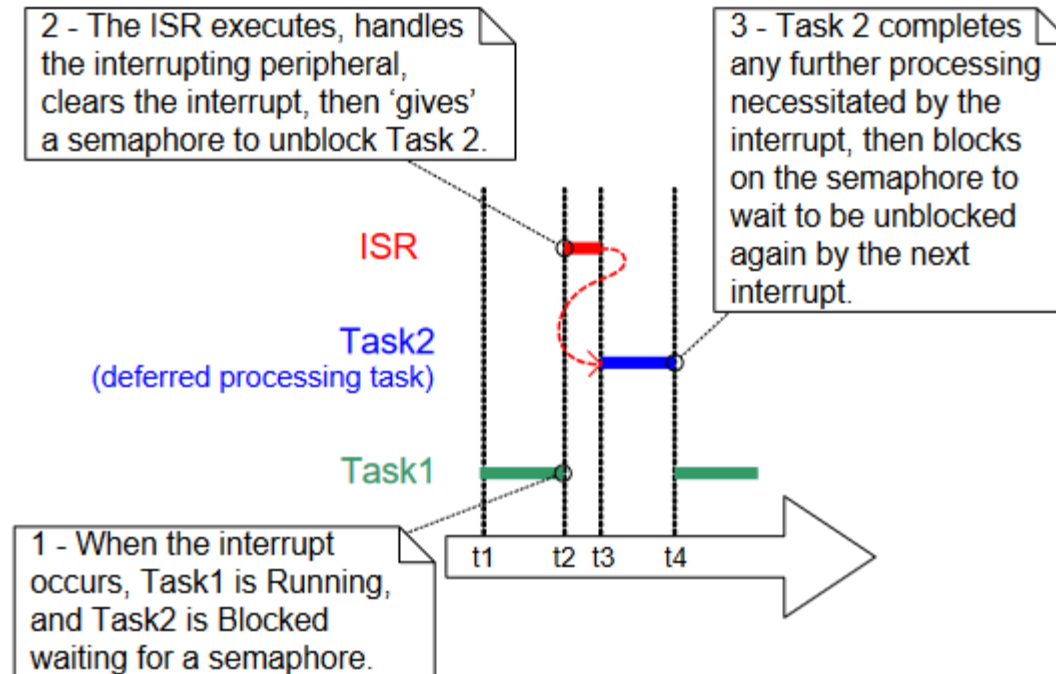 2 - The ISR executes, handles
the interrupting peripheral,
clears the interrupt, then ‘gives’
a semaphore to unblock Task 2.
3 - Task 2 completes
any further processing
necessitated by the
interrupt, then blocks
on the semaphore to
wait to be unblocked
again by the next
interrupt.
ISR
Task2
(deferred processing task)
Task1
t1 t2 t3 t4
1 - When the interrupt
occurs, Task1 is Running,
and Task2 is Blocked
waiting for a semaphore.